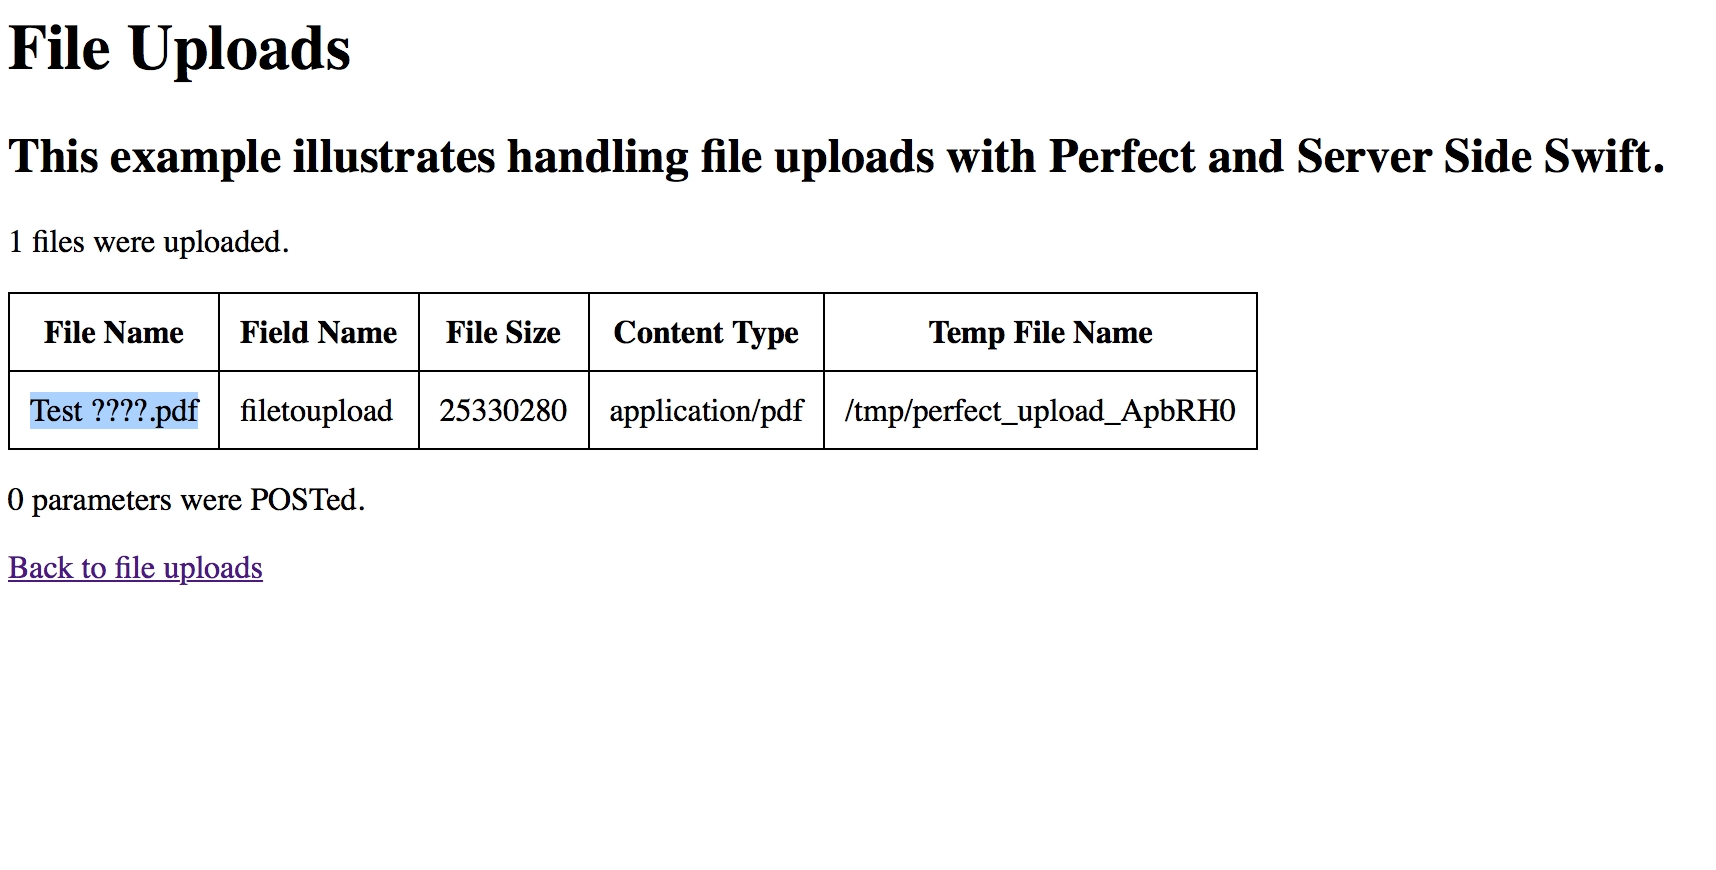 File Uploads
This example illustrates handling file uploads with Perfect and Server Side Swift.
1 files were uploaded.
File Name Field Name File Size Content Type Temp File Name
Test ????.pdf filetoupload 25330280 application/pdf /tmp/perfect_upload_ApbRH0
0 parameters were POSTed.
Back to file uploads